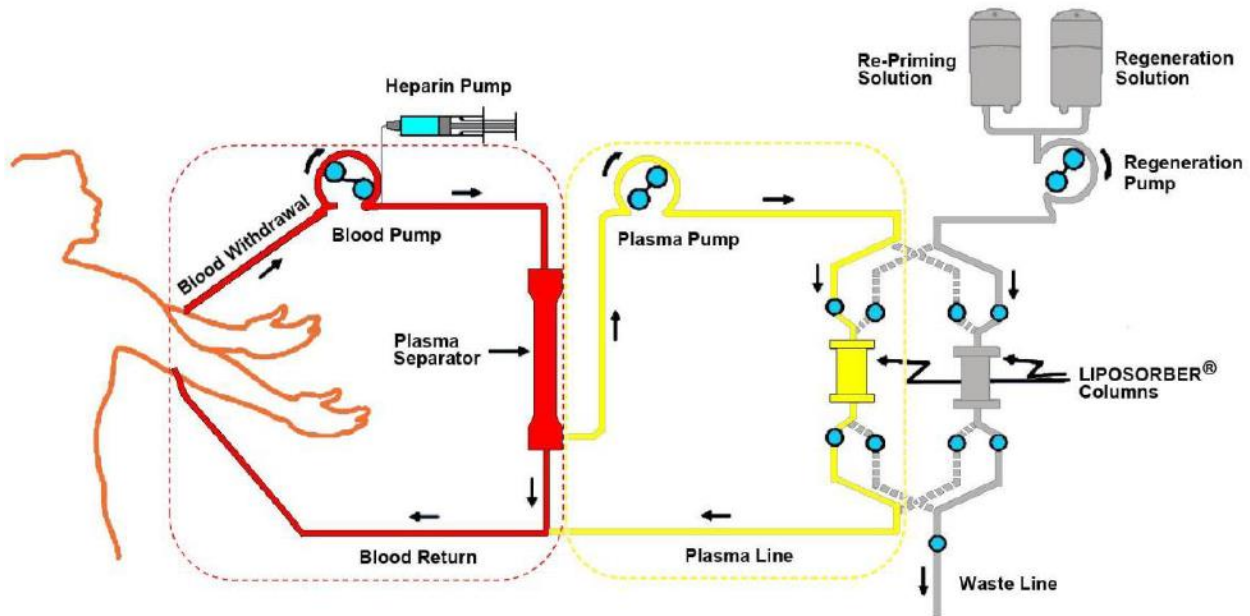 Re-Priming
Solution
Regeneration
Solution
Heparin Pump
Regeneration
Pump
Blood Withdrawal
Blood Pump
Plasma Pump
Plasma
Separator
LIPOSORBER®
Columns
Blood Return
Plasma Line
Waste Line